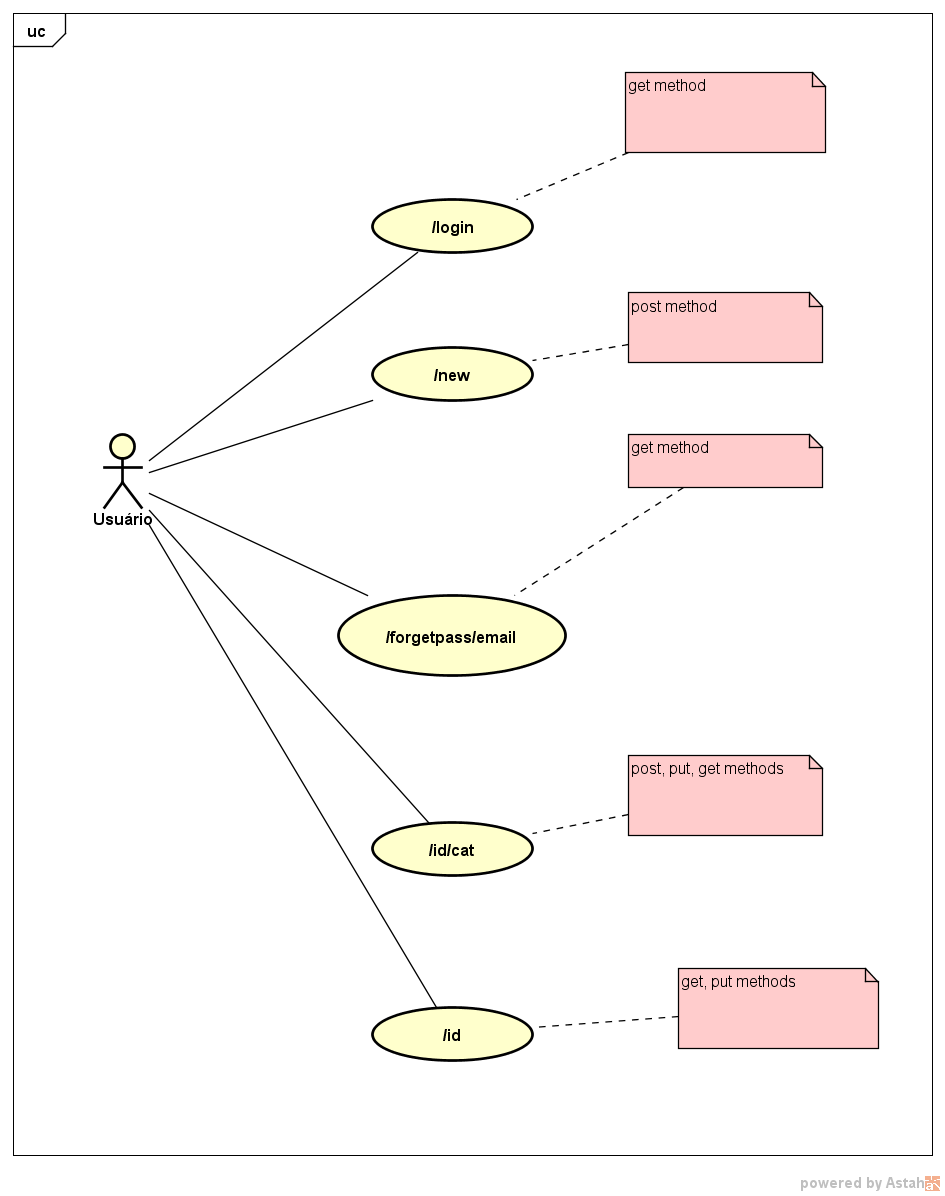 uc
get method
/login
post method
/new
get method
Usuário
/forgetpass/email
post, put, get methods
/id/cat
get, put methods
/id
powered by Astah